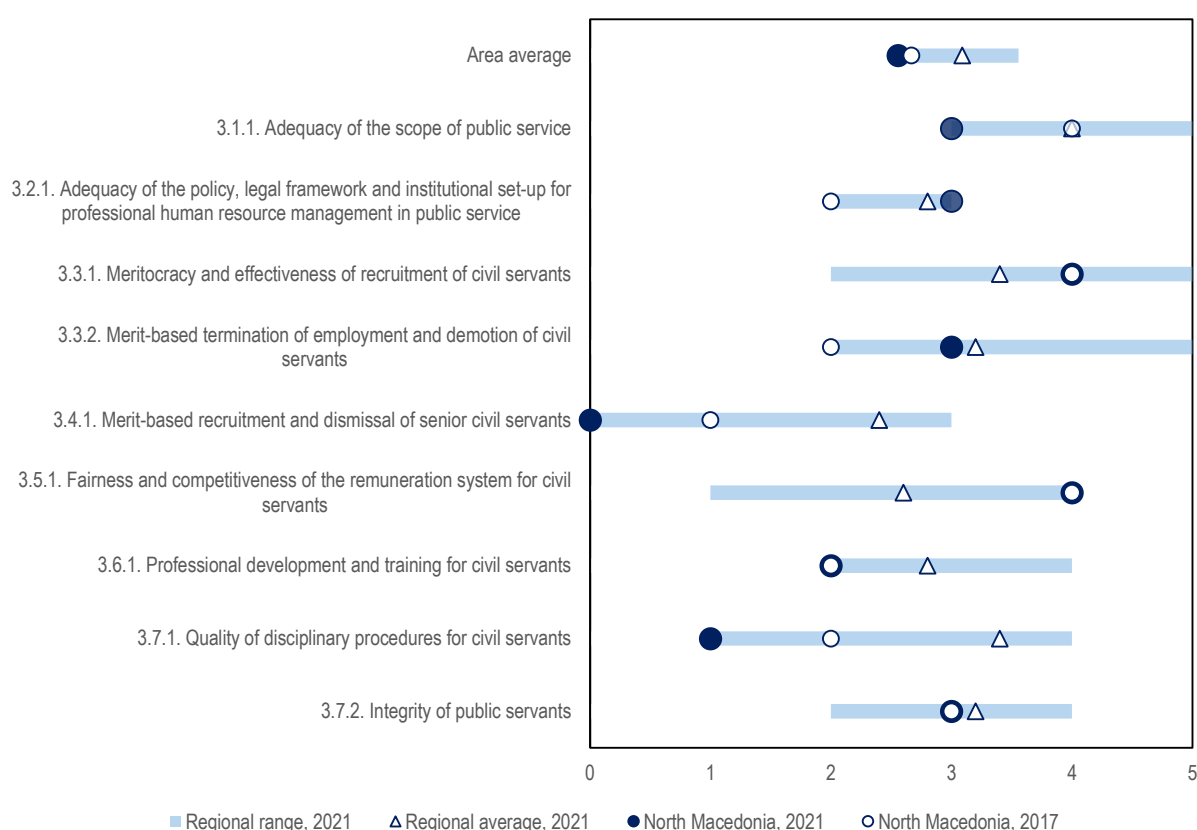 Area average
3.1.1. Adequacy of the scope of public service
3.2.1. Adequacy of the policy, legal framework and institutional set-up for
professional human resource management in public service
3.3.1. Meritocracy and effectiveness of recruitment of civil servants
3.3.2. Merit-based termination of employment and demotion of civil
servants
3.4.1. Merit-based recruitment and dismissal of senior civil servants
3.5.1. Fairness and competitiveness of the remuneration system for civil
servants
3.6.1. Professional development and training for civil servants
3.7.1. Quality of disciplinary procedures for civil servants
3.7.2. Integrity of public servants
0 1 2 3 4 5
Regional range, 2021 Regional average, 2021 North Macedonia, 2021 North Macedonia, 2017